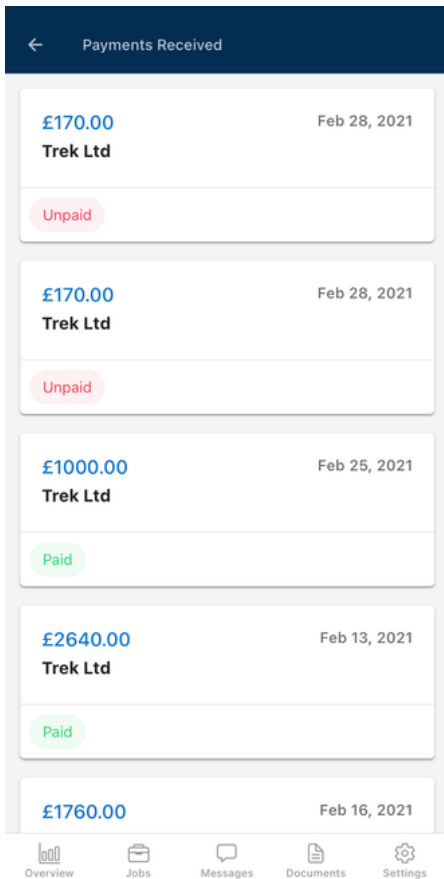 Payments Received
£170.00 Feb 28, 2021
Trek Ltd
Unpaid
£170.00 Feb 28, 2021
Trek Ltd
Unpaid
£1000.00 Feb 25, 2021
Trek Ltd
Paid
£2640.00 Feb 13, 2021
Trek Ltd
Paid
£1760.00 Feb 16, 2021
Overview Jobs Messages Documents Settings